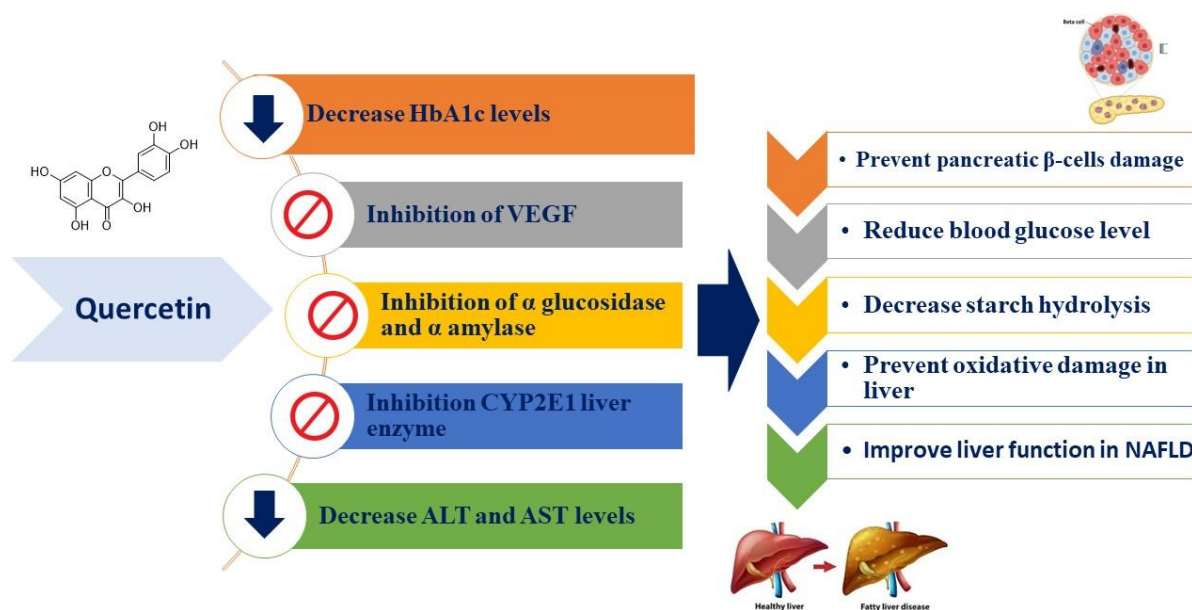 Beta cell
OH
OH
HO
O
OH
OH
O
Quercetin
Decrease HbA1c levels
Inhibition of VEGF
Inhibition of α glucosidase
and α amylase
Inhibition CYP2E1 liver
enzyme
Decrease ALT and AST levels
• Prevent pancreatic β-cells damage
• Reduce blood glucose level
• Decrease starch hydrolysis
• Prevent oxidative damage in
liver
• Improve liver function in NAFLD
Healthy liver
Fatty liver disease